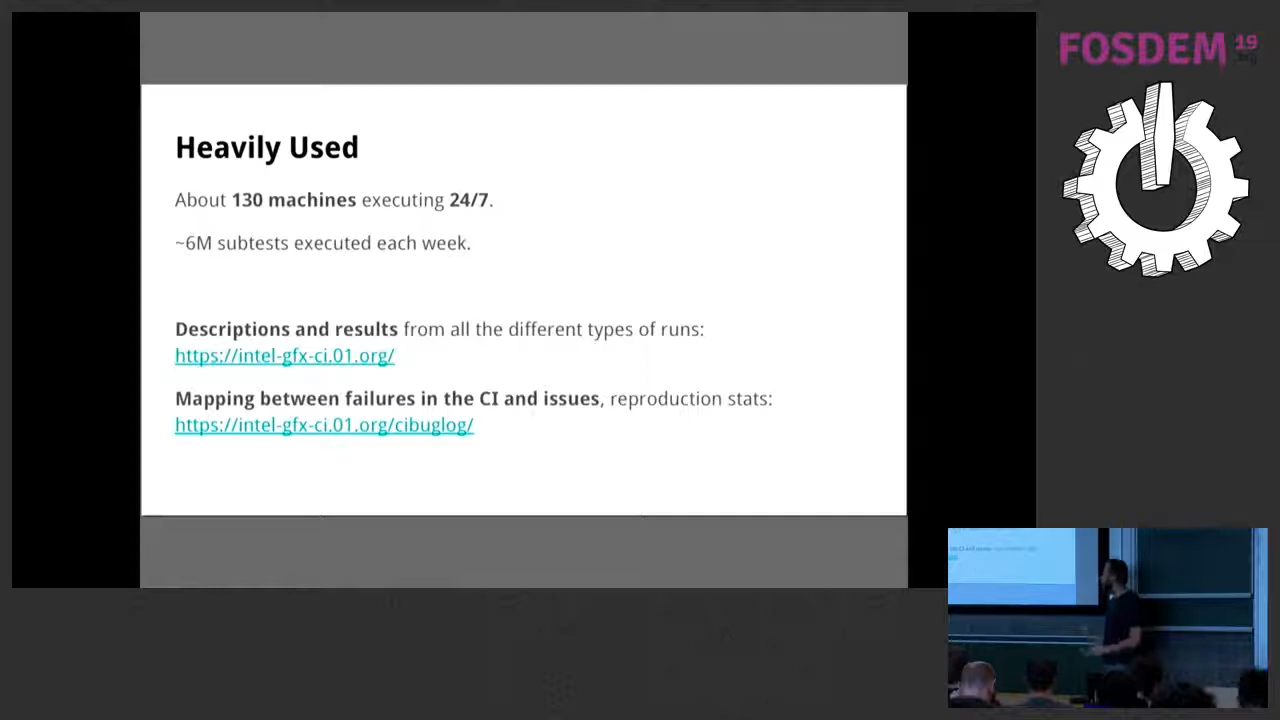 FOSDEM 19
Heavily Used
About 130 machines executing 24/7.
~6M subtests executed each week.
Descriptions and results from all the different types of runs:
https://intel-gfx-ci.01.org/
Mapping between failures in the CI and issues, reproduction stats:
https://intel-gfx-ci.01.org/cibuglog/